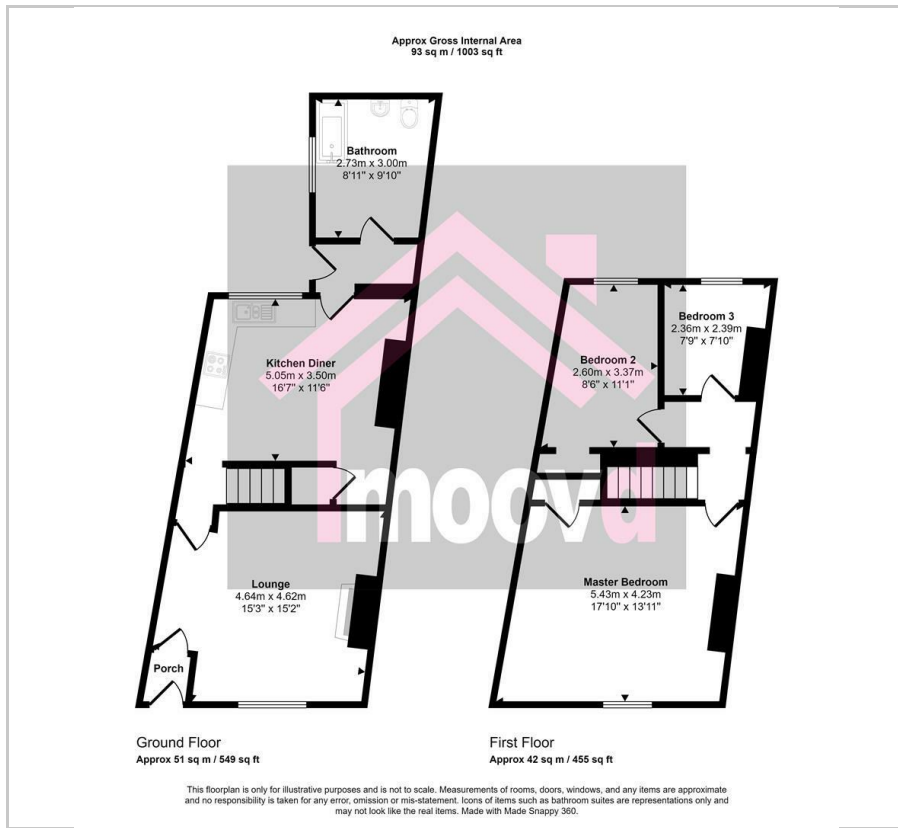 Approx Gross Internal Area
93 sq m / 1003 sq ft
Bathroom
2.73m x 3.00m
8'11" x 9'10"
Kitchen Diner
5.05m x 3.50m
16'7" x 11'6"
Lounge
4.64m x 4.62m
15'3" x 15'2"
Porch
Bedroom 2
2.60m x 3.37m
8'6" x 11'1"
Bedroom 3
2.36m x 2.39m
7'9" x 7'10"
Master Bedroom
5.43m x 4.23m
17'10" x 13'11"
moovd
Ground Floor
Approx 51 sq m / 549 sq ft
First Floor
Approx 42 sq m / 455 sq ft
This floorplan is only for illustrative purposes and is not to scale. Measurements of rooms, doors, windows, and any items are approximate
and no responsibility is taken for any error, omission or mis-statement. Icons of items such as bathroom suites are representations only and
may not look like the real items. Made with Made Snappy 360.